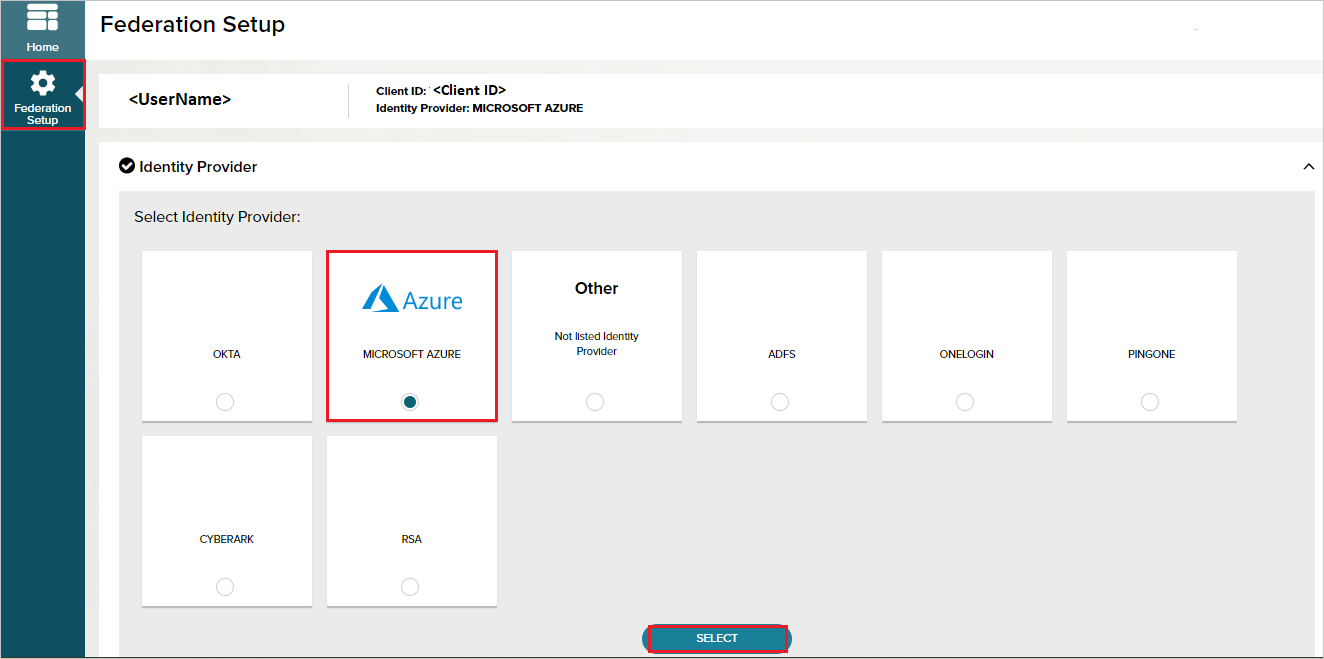 Federation Setup
Home
Federation
Setup
<UserName>
Client ID: <Client ID>
Identity Provider: MICROSOFT AZURE
Identity Provider
Select Identity Provider:
OKTA
Azure
MICROSOFT AZURE
Other
Not listed Identity
Provider
ADFS
ONELOGIN
PINGONE
CYBERARK
RSA
SELECT